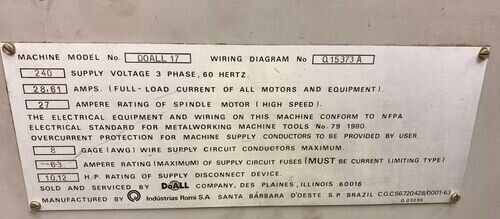 MACHINE MODEL No. DOALL 17 WIRING DIAGRAM No Q.15373 A
240 SUPPLY VOLTAGE 3 PHASE, 60 HERTZ.
28.61 AMPS. (FULL-LOAD CURRENT OF ALL MOTORS AND EQUIPMENT).
27 AMPERE RATING OF SPINDLE MOTOR (HIGH SPEED).
THE ELECTRICAL EQUIPMENT AND WIRING ON THIS MACHINE CONFORM TO NFPA
ELECTRICAL STANDARD FOR METALWORKING MACHINE TOOLS No. 79 1980.
OVERCURRENT PROTECTION FOR MACHINE SUPPLY CONDUCTORS TO BE PROVIDED BY USER.
8 GAGE (AWG) WIRE SUPPLY CIRCUIT CONDUCTORS MAXIMUM.
63 AMPERE RATING (MAXIMUM) OF SUPPLY CIRCUIT FUSES (MUST BE CURRENT LIMITING TYPE)
10,12 H.P. RATING OF SUPPLY DISCONNECT DEVICE.
SOLD AND SERVICED BY DoALL COMPANY, DES PLAINES, ILLINOIS 60016
MANUFACTURED BY Indústrias Romi S.A. SANTA BÁRBARA D'OESTE S.P. BRAZIL C.G.C.56.720.428/0001-63
Q 03295